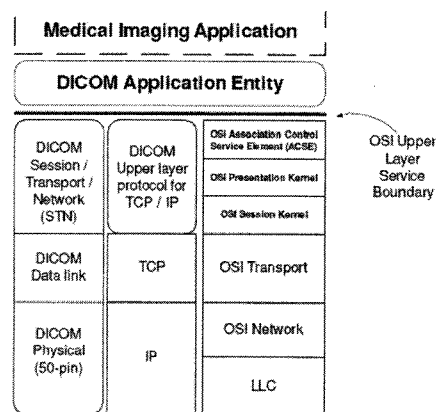 Medical Imaging Application
DICOM Application Entity
DICOM
Session /
Transport /
Network
(STN)
DICOM
Data link
DICOM
Physical
(50-pin)
DICOM
Upper layer
protocol for
TCP / IP
TCP
IP
OSI Association Control
Service Element (ACSE)
OSI Presentation Kernel
OSI Session Kernel
OSI Transport
OSI Network
LLC
OSI Upper
Layer
Service
Boundary